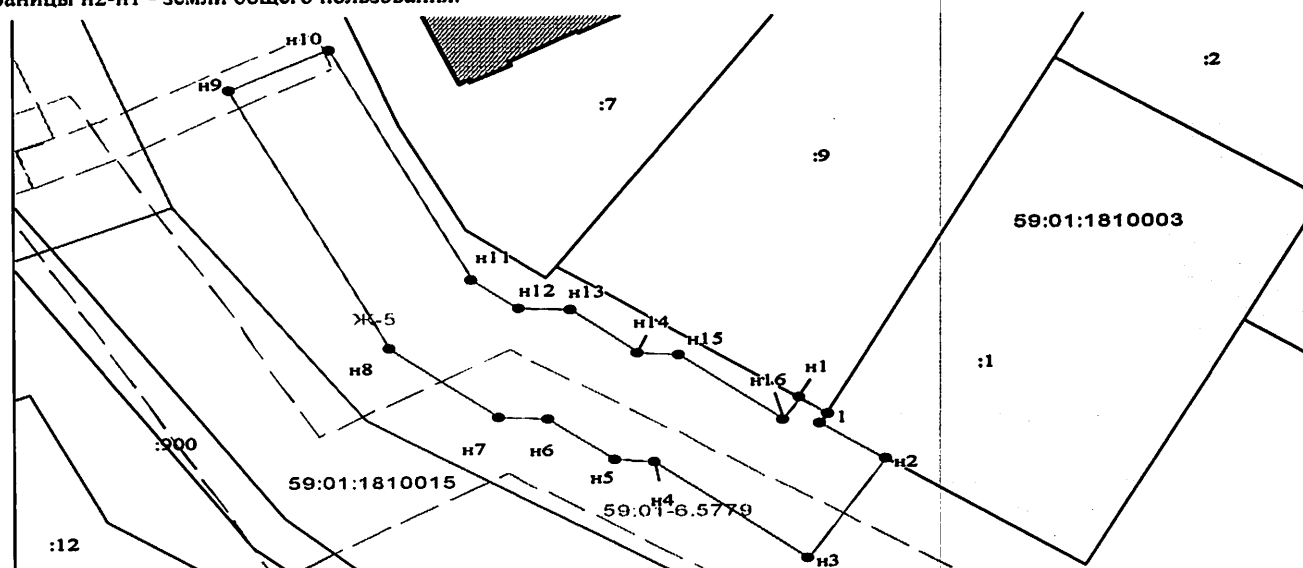 раницы н2-н1 - земли общего пользования.
н10
:2
н9
:7
:9
59:01:1810003
н11
н12
н13
Ж-5
н14
н15
:1
н1
н8
н16
1
:900
н7
н6
н2
н5
59:01:1810015
н4
59:01-6.5779
:12
н3